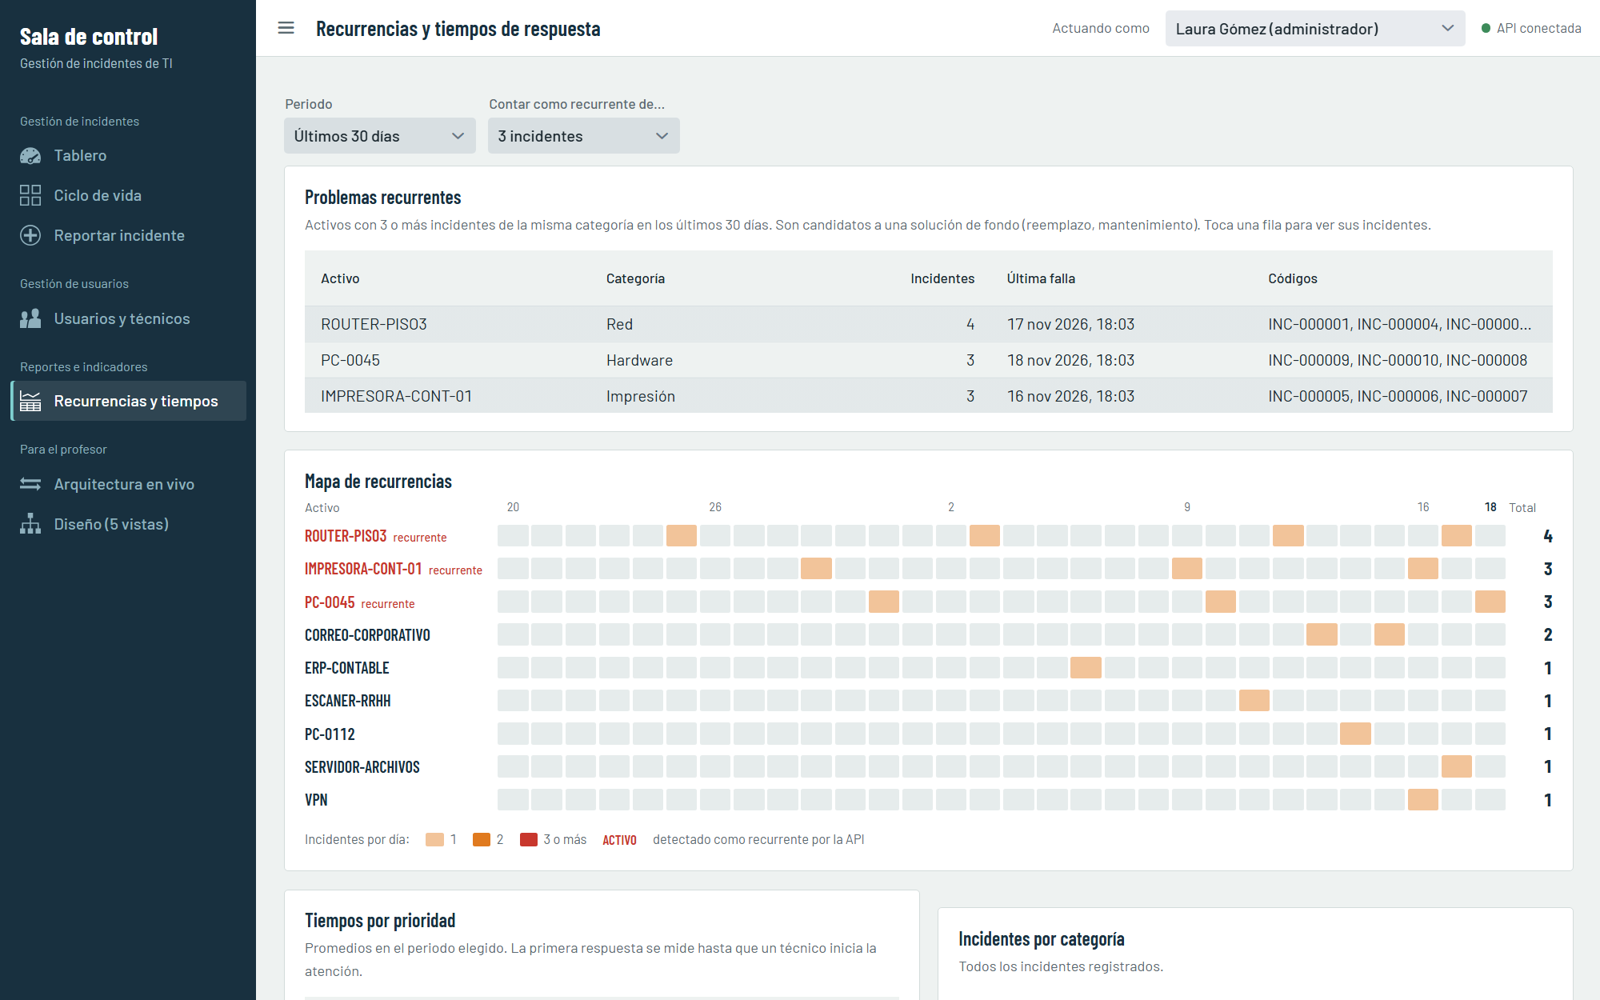 Sala de control
Gestión de incidentes de TI
Gestión de incidentes
Tablero
Ciclo de vida
Reportar incidente
Gestión de usuarios
Usuarios y técnicos
Reportes e indicadores
Recurrencias y tiempos
Para el profesor
Arquitectura en vivo
Diseño (5 vistas)
Recurrencias y tiempos de respuesta
Actuando como
Laura Gómez (administrador)
API conectada
Periodo
Contar como recurrente de...
Últimos 30 días
3 incidentes
Problemas recurrentes
Activos con 3 o más incidentes de la misma categoría en los últimos 30 días. Son candidatos a una solución de fondo (reemplazo, mantenimiento). Toca una fila para ver sus incidentes.
Activo Categoría Incidentes Última falla Códigos
ROUTER-PISO3 Red 4 17 nov 2026, 18:03 INC-000001, INC-000004, INC-00000...
PC-0045 Hardware 3 18 nov 2026, 18:03 INC-000009, INC-000010, INC-000008
IMPRESORA-CONT-01 Impresión 3 16 nov 2026, 18:03 INC-000005, INC-000006, INC-000007
Mapa de recurrencias
Activo 20 26 2 9 16 18 Total
ROUTER-PISO3 recurrente 4
IMPRESORA-CONT-01 recurrente 3
PC-0045 recurrente 3
CORREO-CORPORATIVO 2
ERP-CONTABLE 1
ESCANER-RRHH 1
PC-0112 1
SERVIDOR-ARCHIVOS 1
VPN 1
Incidentes por día: 1 2 3 o más ACTIVO detectado como recurrente por la API
Tiempos por prioridad
Promedios en el periodo elegido. La primera respuesta se mide hasta que un técnico inicia la
atención.
Incidentes por categoría
Todos los incidentes registrados.